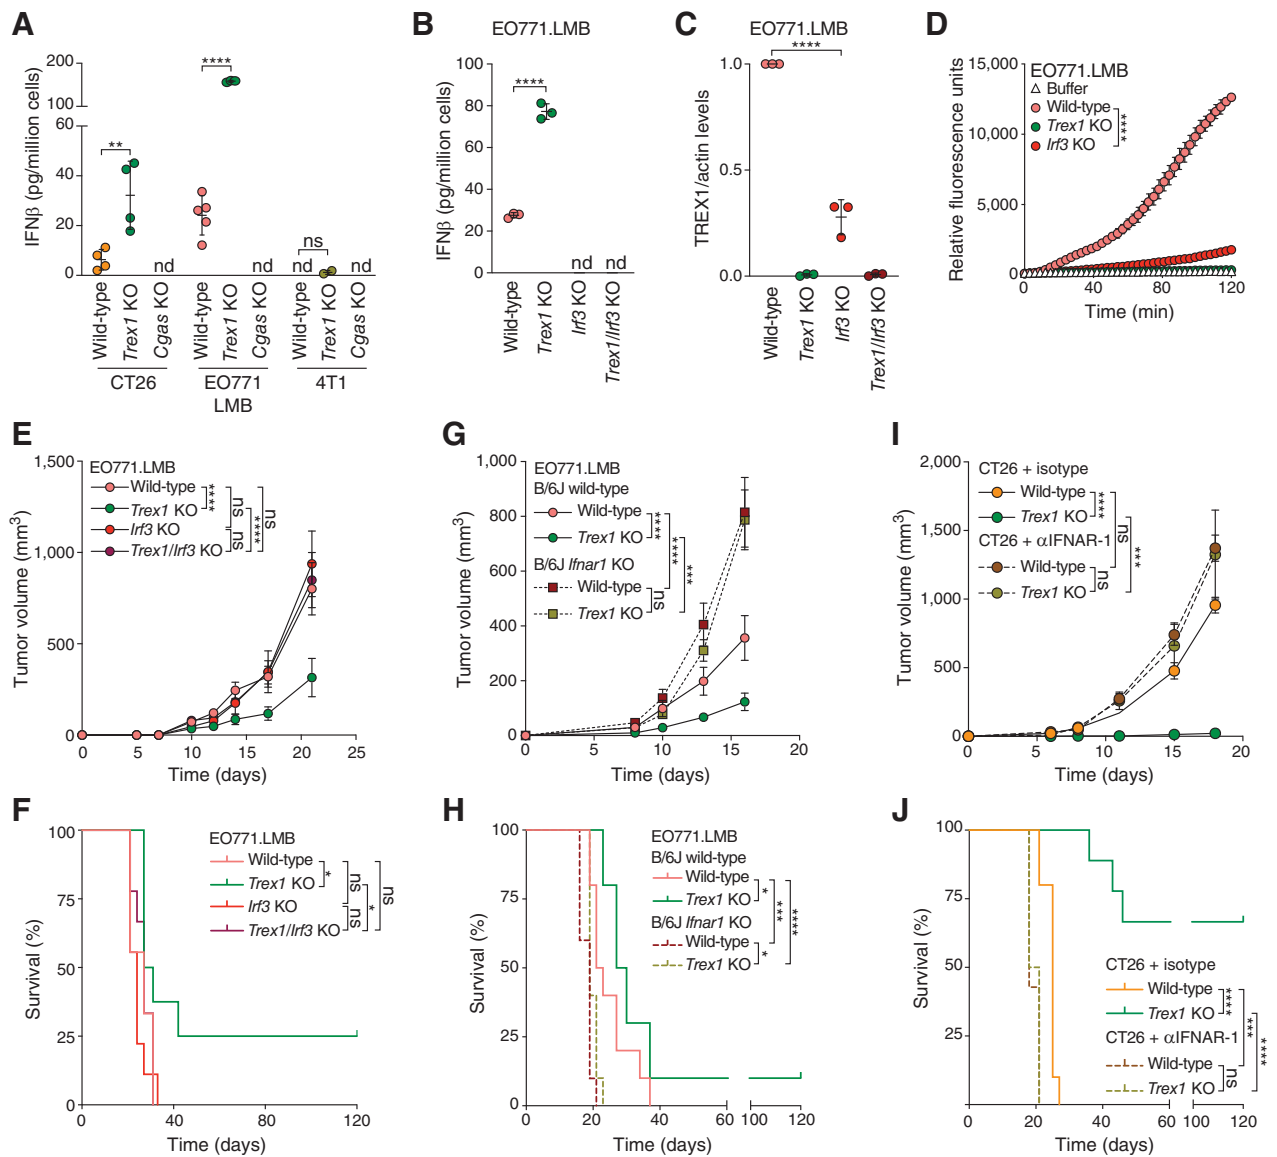 A
IFNβ (pg/million cells)
200
100
60
40
20
0
**
****
ns
nd
nd
nd
nd
Wild-type
Trex1 KO
Cgas KO
Wild-type
Trex1 KO
Cgas KO
Wild-type
Trex1 KO
Cgas KO
CT26
EO771
LMB
4T1
B
EO771.LMB
IFNβ (pg/million cells)
100
80
60
40
20
0
****
nd
nd
Wild-type
Trex1 KO
Irf3 KO
Trex1/Irf3 KO
C
EO771.LMB
TREX1/actin levels
1.0
0.5
0.0
****
Wild-type
Trex1 KO
Irf3 KO
Trex1/Irf3 KO
D
Relative fluorescence units
15,000
10,000
5,000
0
EO771.LMB
Buffer
Wild-type
Trex1 KO
Irf3 KO
****
0
40
80
120
Time (min)
E
Tumor volume (mm3)
1,500
1,000
500
0
EO771.LMB
Wild-type
Trex1 KO
Irf3 KO
Trex1/Irf3 KO
****
ns
ns
****
ns
0
5
10
15
20
25
Time (days)
G
Tumor volume (mm3)
1,000
800
600
400
200
0
EO771.LMB
B/6J wild-type
Wild-type
Trex1 KO
B/6J Ifnar1 KO
Wild-type
Trex1 KO
****
ns
****
***
0
5
10
15
20
Time (days)
I
Tumor volume (mm3)
2,000
1,500
1,000
500
0
CT26 + isotype
Wild-type
Trex1 KO
CT26 + αIFNAR-1
Wild-type
Trex1 KO
****
ns
ns
***
0
5
10
15
20
Time (days)
F
Survival (%)
100
75
50
25
0
EO771.LMB
Wild-type
Trex1 KO
Irf3 KO
Trex1/Irf3 KO
*
ns
ns
*
ns
0
40
80
120
Time (days)
H
Survival (%)
100
75
50
25
0
EO771.LMB
B/6J wild-type
Wild-type
Trex1 KO
B/6J Ifnar1 KO
Wild-type
Trex1 KO
*
*
***
****
0
20
40
60
100
120
Time (days)
J
Survival (%)
100
75
50
25
CT26 + isotype
Wild-type
Trex1 KO
CT26 + αIFNAR-1
Wild-type
Trex1 KO
****
ns
***
****
0
20
40
60
100
120
Time (days)